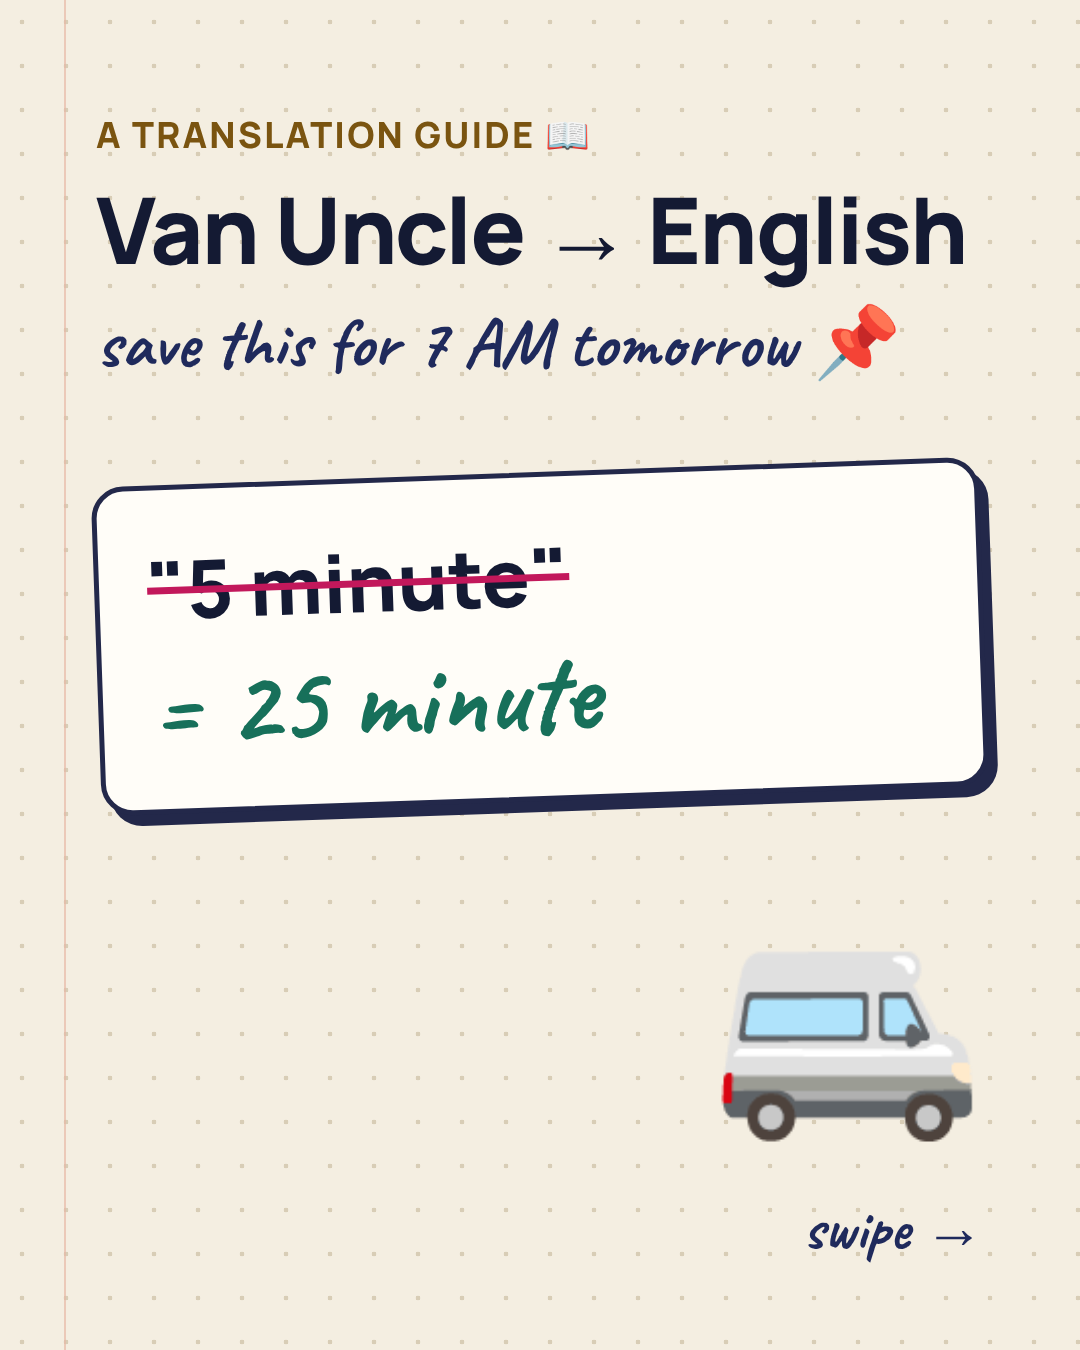 A TRANSLATION GUIDE 📖
Van Uncle → English
save this for 7 AM tomorrow 📌
"5 minute"
= 25 minute
swipe →